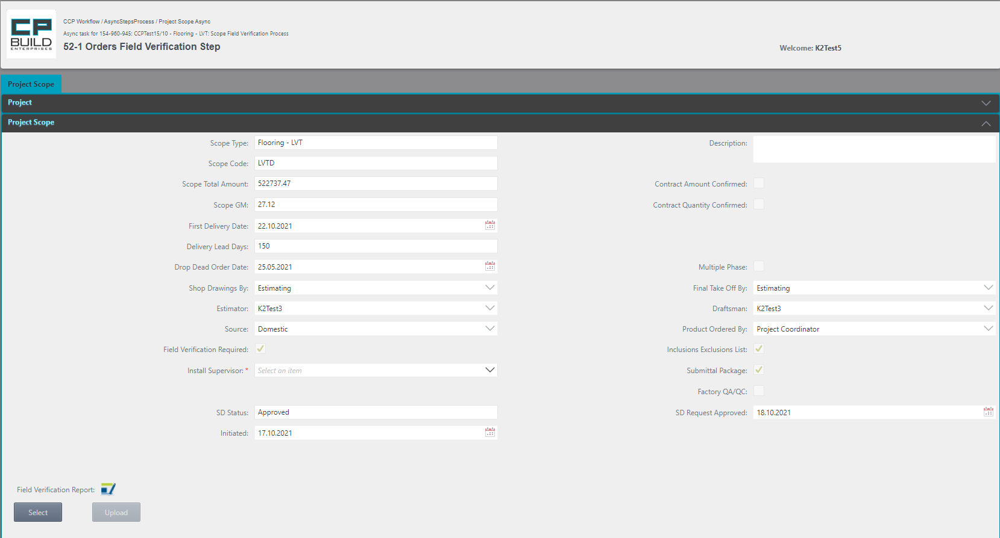 CP
BUILD
ENTERPRISES
CCP Workflow / AsyncStepsProcess / Project Scope Async
Async task for 154-960-945: CCPTest15/10 - Flooring - LVT: Scope Field Verification Process
52-1 Orders Field Verification Step
Welcome: K2Test5
Project Scope
Project
Project Scope
Scope Type: Flooring - LVT
Description:
Scope Code: LVTD
Scope Total Amount: 522737.47
Contract Amount Confirmed:
Scope GM: 27.12
Contract Quantity Confirmed:
First Delivery Date: 22.10.2021
Delivery Lead Days: 150
Drop Dead Order Date: 25.05.2021
Multiple Phase:
Shop Drawings By: Estimating
Final Take Off By: Estimating
Estimator: K2Test3
Draftsman: K2Test3
Source: Domestic
Product Ordered By: Project Coordinator
Field Verification Required:
Inclusions Exclusions List:
Install Supervisor: * Select an item
Submittal Package:
Factory QA/QC:
SD Status: Approved
SD Request Approved: 18.10.2021
Initiated: 17.10.2021
Field Verification Report:
Select
Upload